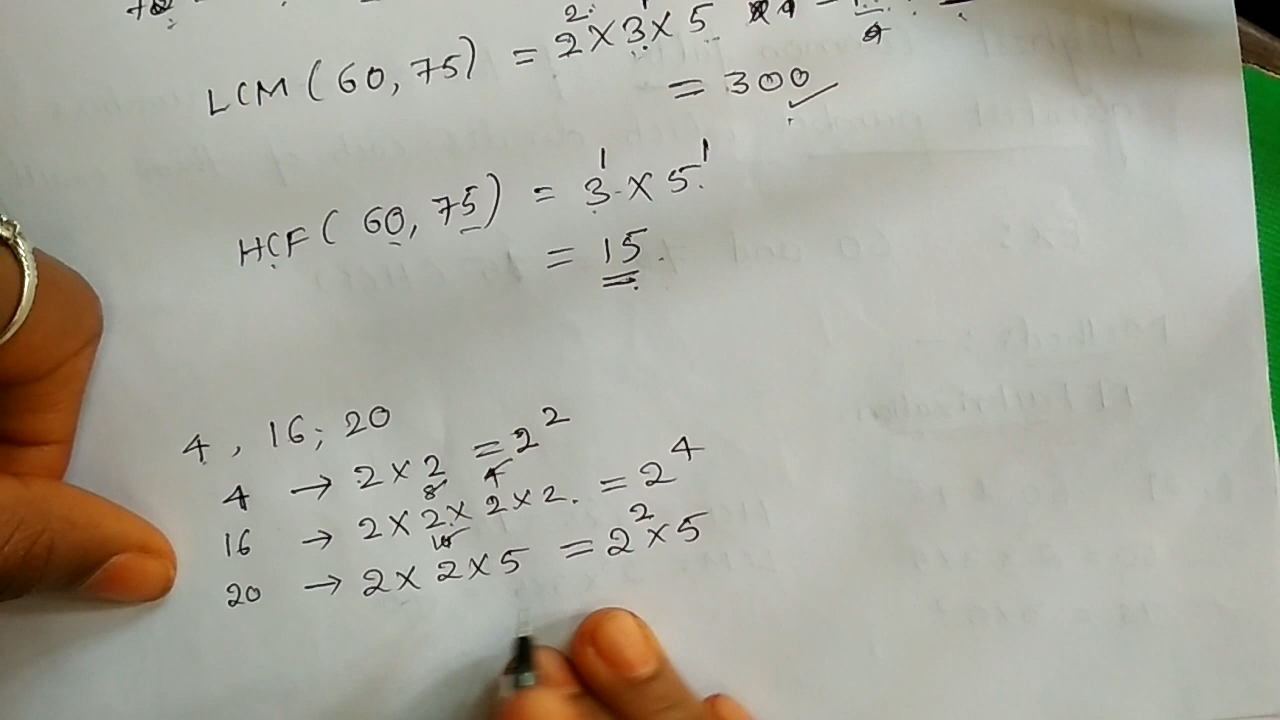 LCM (60, 75) = 2² × 3¹ × 5
= 300
HCF (60, 75) = 3¹ × 5¹
= 15
4, 16; 20
4 → 2 × 2 = 2²
16 → 2 × 2 × 2 × 2. = 2⁴
20 → 2 × 2 × 5 = 2² × 5